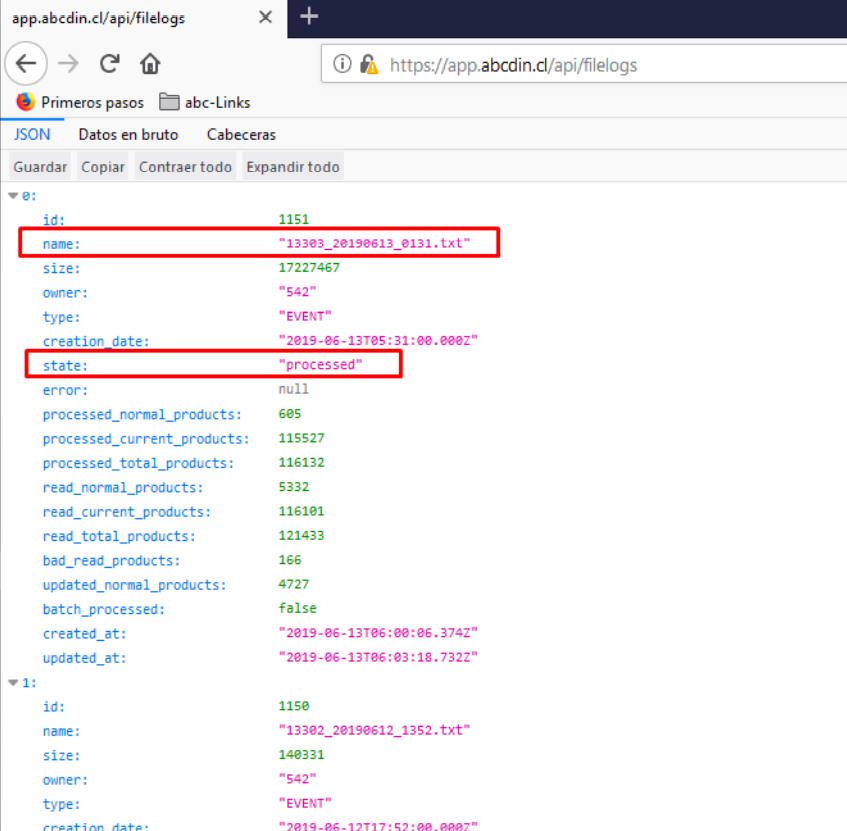 app.abcdin.cl/api/filelogs
https://app.abcdin.cl/api/filelogs
Primeros pasos abc-Links
JSON Datos en bruto Cabeceras
Guardar Copiar Contraer todo Expandir todo
0:
id: 1151
name: "13303_20190613_0131.txt"
size: 17227467
owner: "542"
type: "EVENT"
creation_date: "2019-06-13T05:31:00.000Z"
state: "processed"
error: null
processed_normal_products: 605
processed_current_products: 115527
processed_total_products: 116132
read_normal_products: 5332
read_current_products: 116101
read_total_products: 121433
bad_read_products: 166
updated_normal_products: 4727
batch_processed: false
created_at: "2019-06-13T06:00:06.374Z"
updated_at: "2019-06-13T06:03:18.732Z"
1:
id: 1150
name: "13302_20190612_1352.txt"
size: 140331
owner: "542"
type: "EVENT"
creation_date: "2019-06-12T17:52:00.000Z"